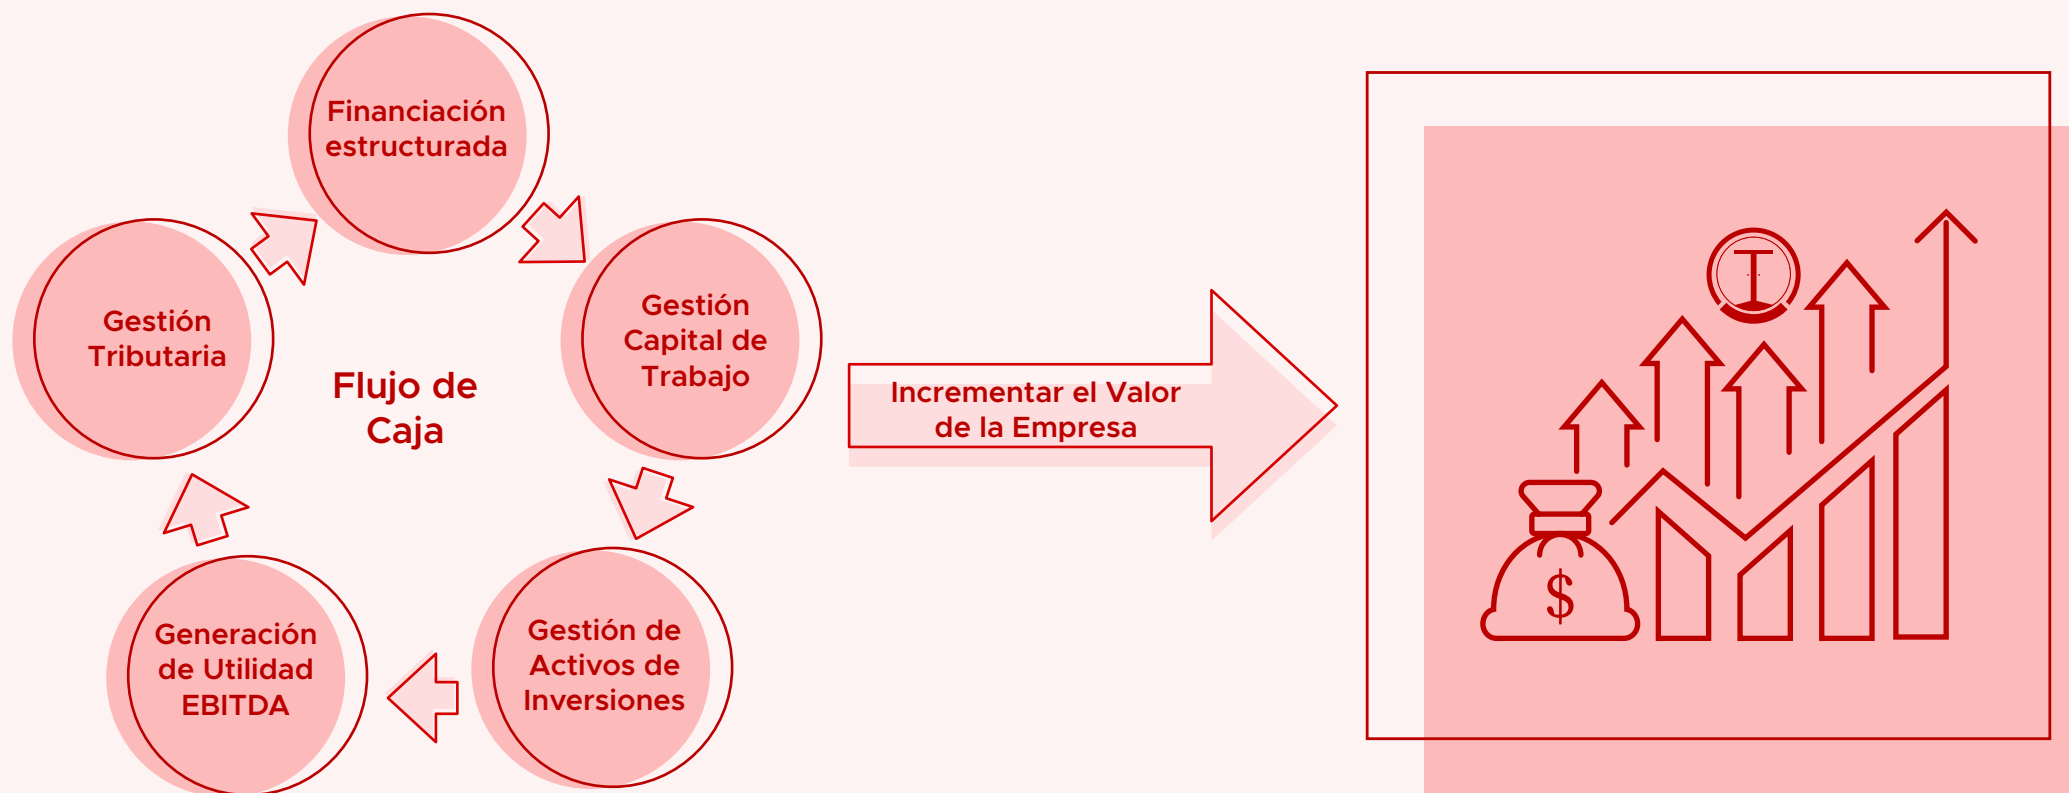 Financiación
estructurada
Gestión
Capital de
Trabajo
Gestión de
Activos de
Inversiones
Generación
de Utilidad
EBITDA
Gestión
Tributaria
Flujo de
Caja
Incrementar el Valor
de la Empresa
T
$